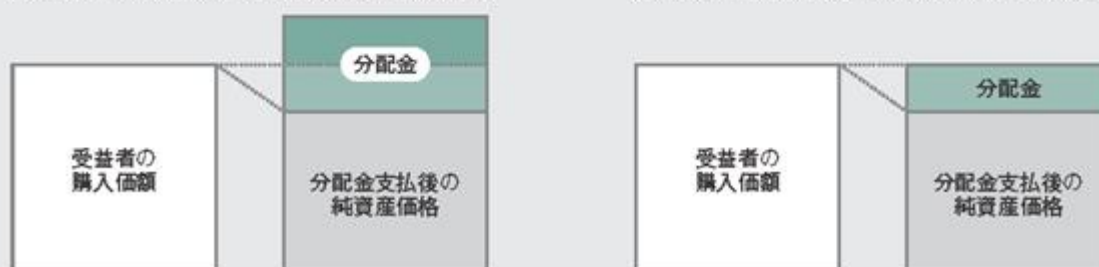 分配金
受益者の
購入価額
分配金支払後の
純資産価格
分配金
受益者の
購入価額
分配金支払後の
純資産価格